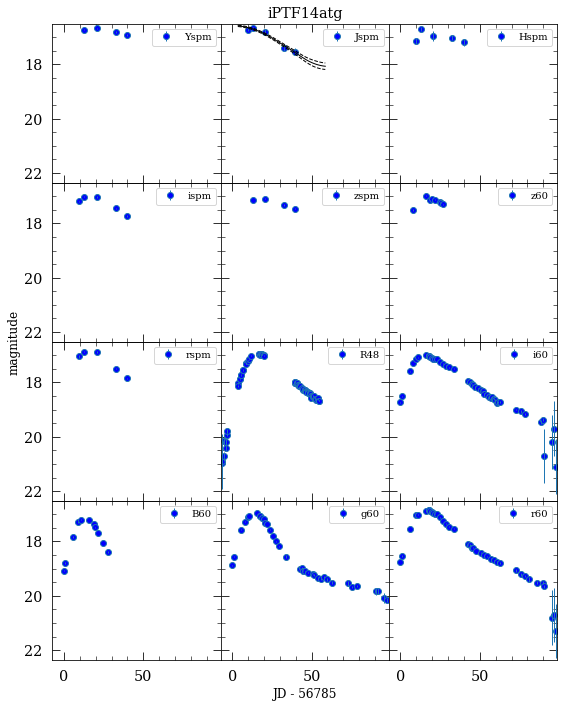 iPTF14atg
Yspm
Jspm
Hspm
18
20
22
ispm
zspm
z60
18
20
22
magnitude
rspm
R48
i60
18
20
22
B60
g60
r60
18
20
22
0 50 0 50 0 50
JD - 56785